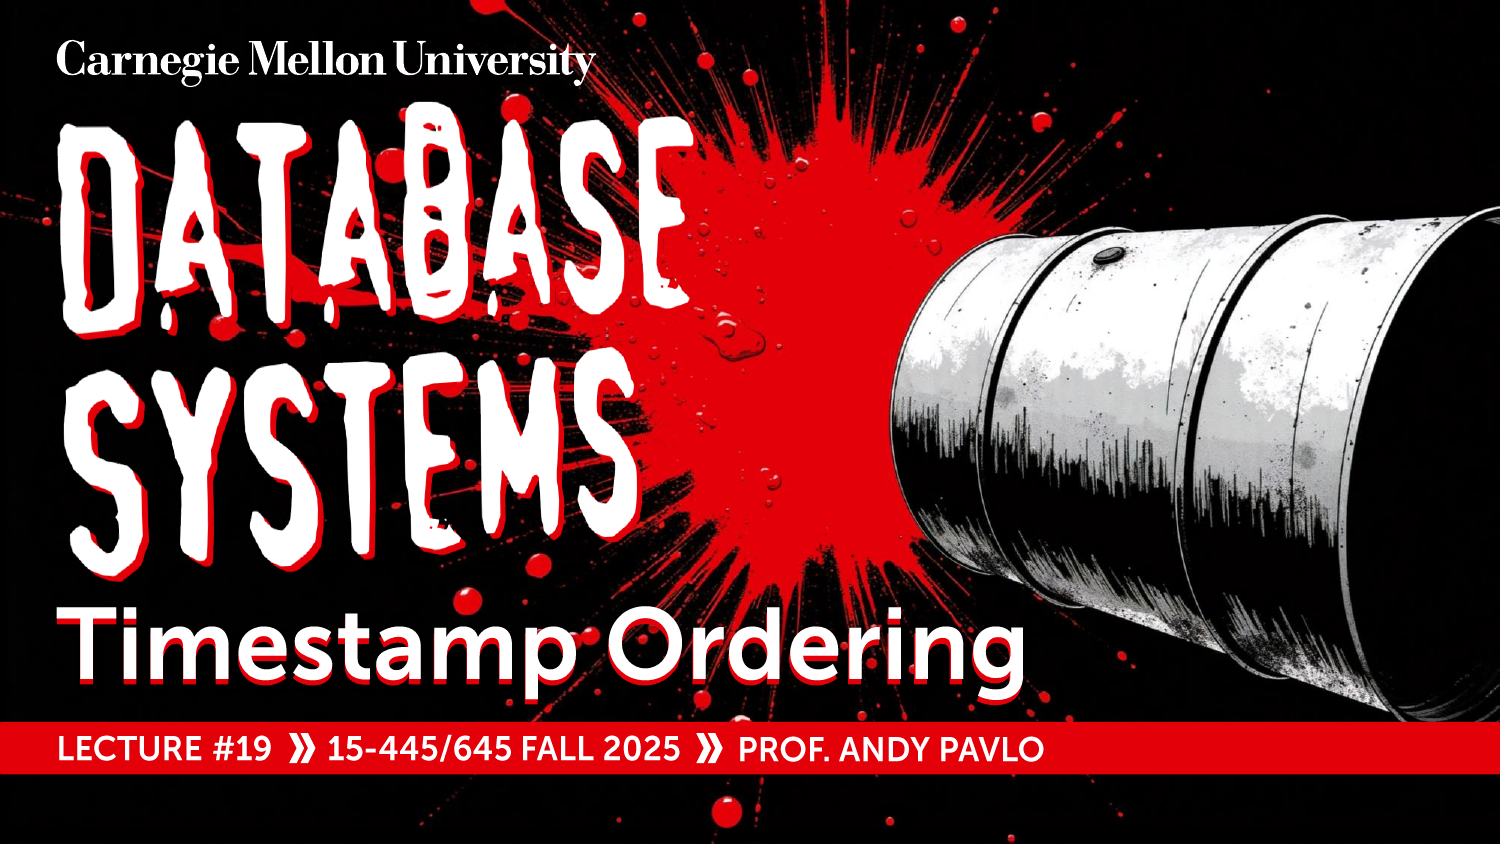 Carnegie Mellon University
DATABASE
SYSTEMS
Timestamp Ordering
LECTURE #19 » 15-445/645 FALL 2025 » PROF. ANDY PAVLO